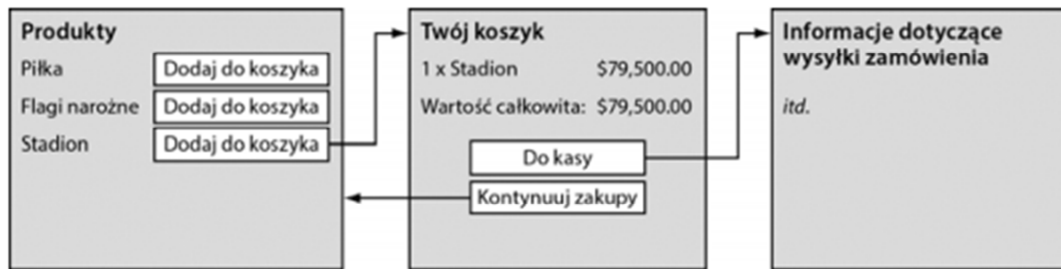 Produkty
Piłka Dodaj do koszyka
Flagi narożne Dodaj do koszyka
Stadion Dodaj do koszyka
Twój koszyk
1 x Stadion $79,500.00
Wartość całkowita: $79,500.00
Do kasy
Kontynuuj zakupy
Informacje dotyczące
wysyłki zamówienia
itd.